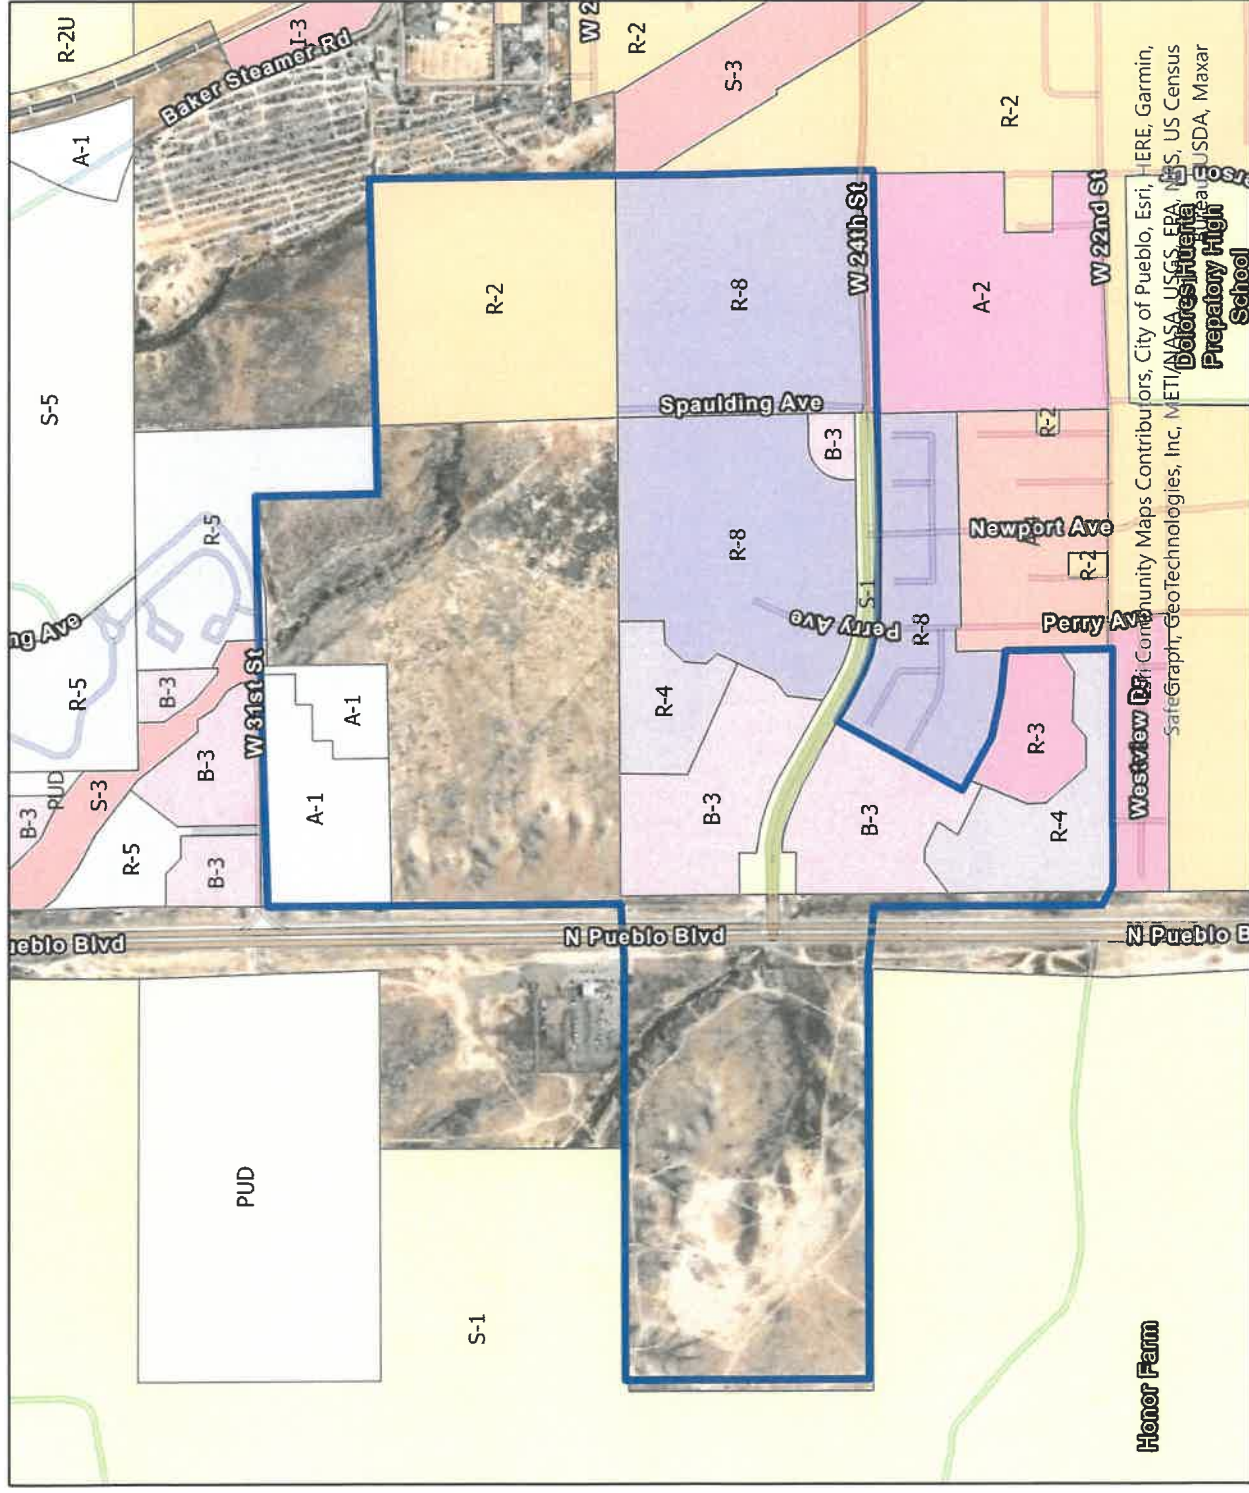 R-2U
I-3
Baker Steamer Rd
A-1
W 2
R-2
S-3
R-2
S-5
R-2
R-8
W 24th St
A-2
W 22nd St
Spaulding Ave
B-3
R-2
R-5
R-8
Newport Ave
R-2
ng Ave
R-5
B-3
W 31st St
A-1
R-4
Perry Ave
S-1
R-8
Perry Ave
B-3
PUD
S-3
B-3
A-1
B-3
R-3
Westview Dr
R-5
B-3
B-3
R-4
ueblo Blvd
N Pueblo Blvd
N Pueblo B
PUD
S-1
Honor Farm
Dolores Huerta
Prepatory High
School
Esri Community Maps Contributors, City of Pueblo, Esri, HERE, Garmin,
SafeGraph, GeoTechnologies, Inc, METI/NASA, USGS, EPA, NPS, US Census
Bureau, USDA, Maxar